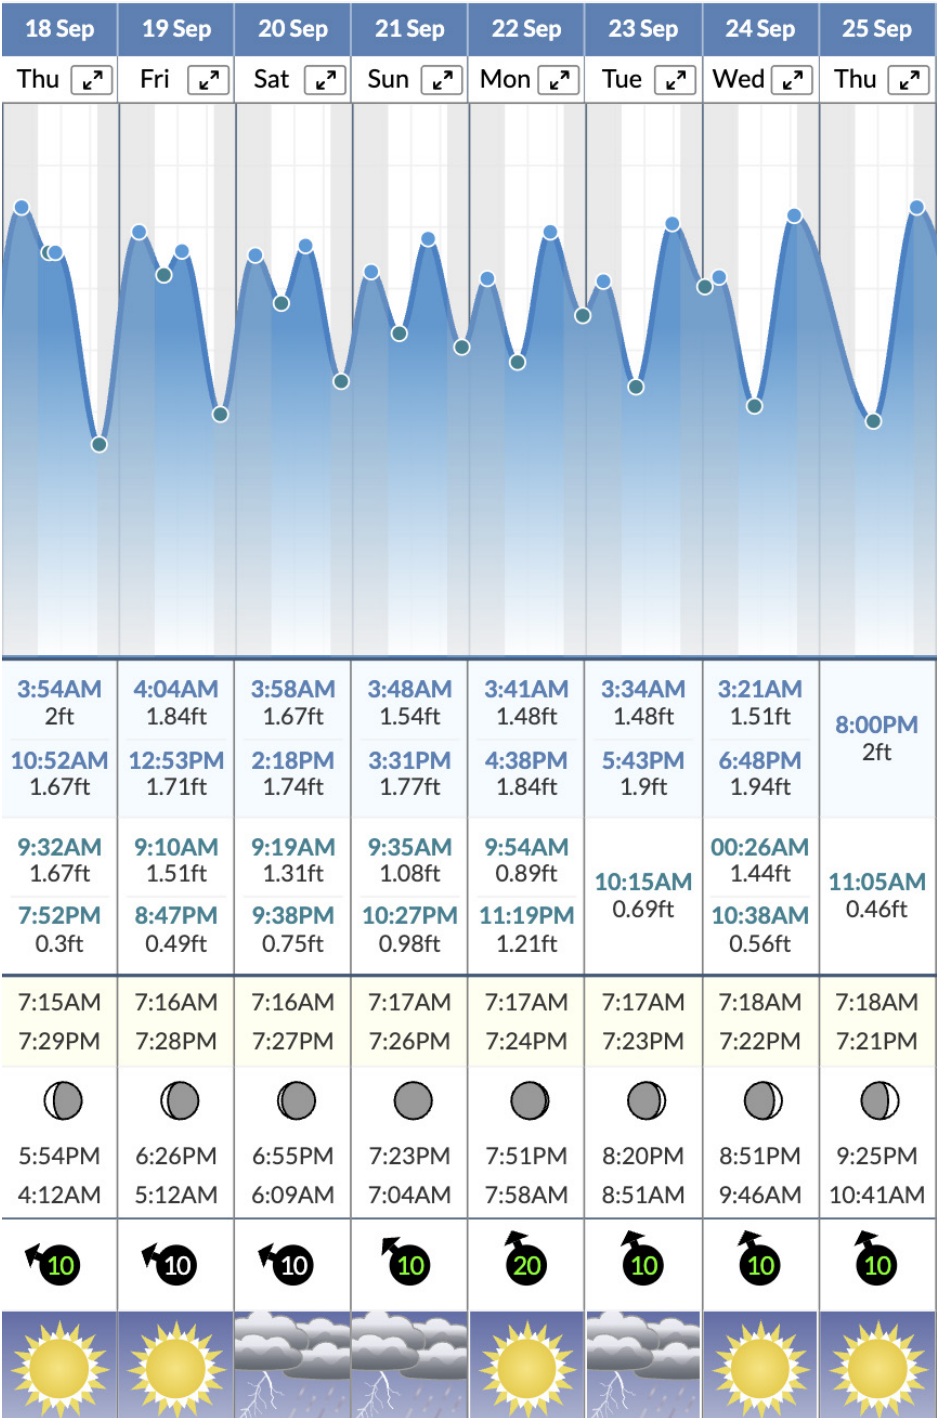 18 Sep 19 Sep 20 Sep 21 Sep 22 Sep 23 Sep 24 Sep 25 Sep
Thu Fri Sat Sun Mon Tue Wed Thu
3:54AM 4:04AM 3:58AM 3:48AM 3:41AM 3:34AM 3:21AM
2ft 1.84ft 1.67ft 1.54ft 1.48ft 1.48ft 1.51ft
8:00PM
2ft
10:52AM 12:53PM 2:18PM 3:31PM 4:38PM 5:43PM 6:48PM
1.67ft 1.71ft 1.74ft 1.77ft 1.84ft 1.9ft 1.94ft
9:32AM 9:10AM 9:19AM 9:35AM 9:54AM 00:26AM
1.67ft 1.51ft 1.31ft 1.08ft 0.89ft 1.44ft
10:15AM 11:05AM
0.69ft 0.46ft
7:52PM 8:47PM 9:38PM 10:27PM 11:19PM 10:38AM
0.3ft 0.49ft 0.75ft 0.98ft 1.21ft 0.56ft
7:15AM 7:16AM 7:16AM 7:17AM 7:17AM 7:17AM 7:18AM 7:18AM
7:29PM 7:28PM 7:27PM 7:26PM 7:24PM 7:23PM 7:22PM 7:21PM
5:54PM 6:26PM 6:55PM 7:23PM 7:51PM 8:20PM 8:51PM 9:25PM
4:12AM 5:12AM 6:09AM 7:04AM 7:58AM 8:51AM 9:46AM 10:41AM
10 10 10 10 20 10 10 10